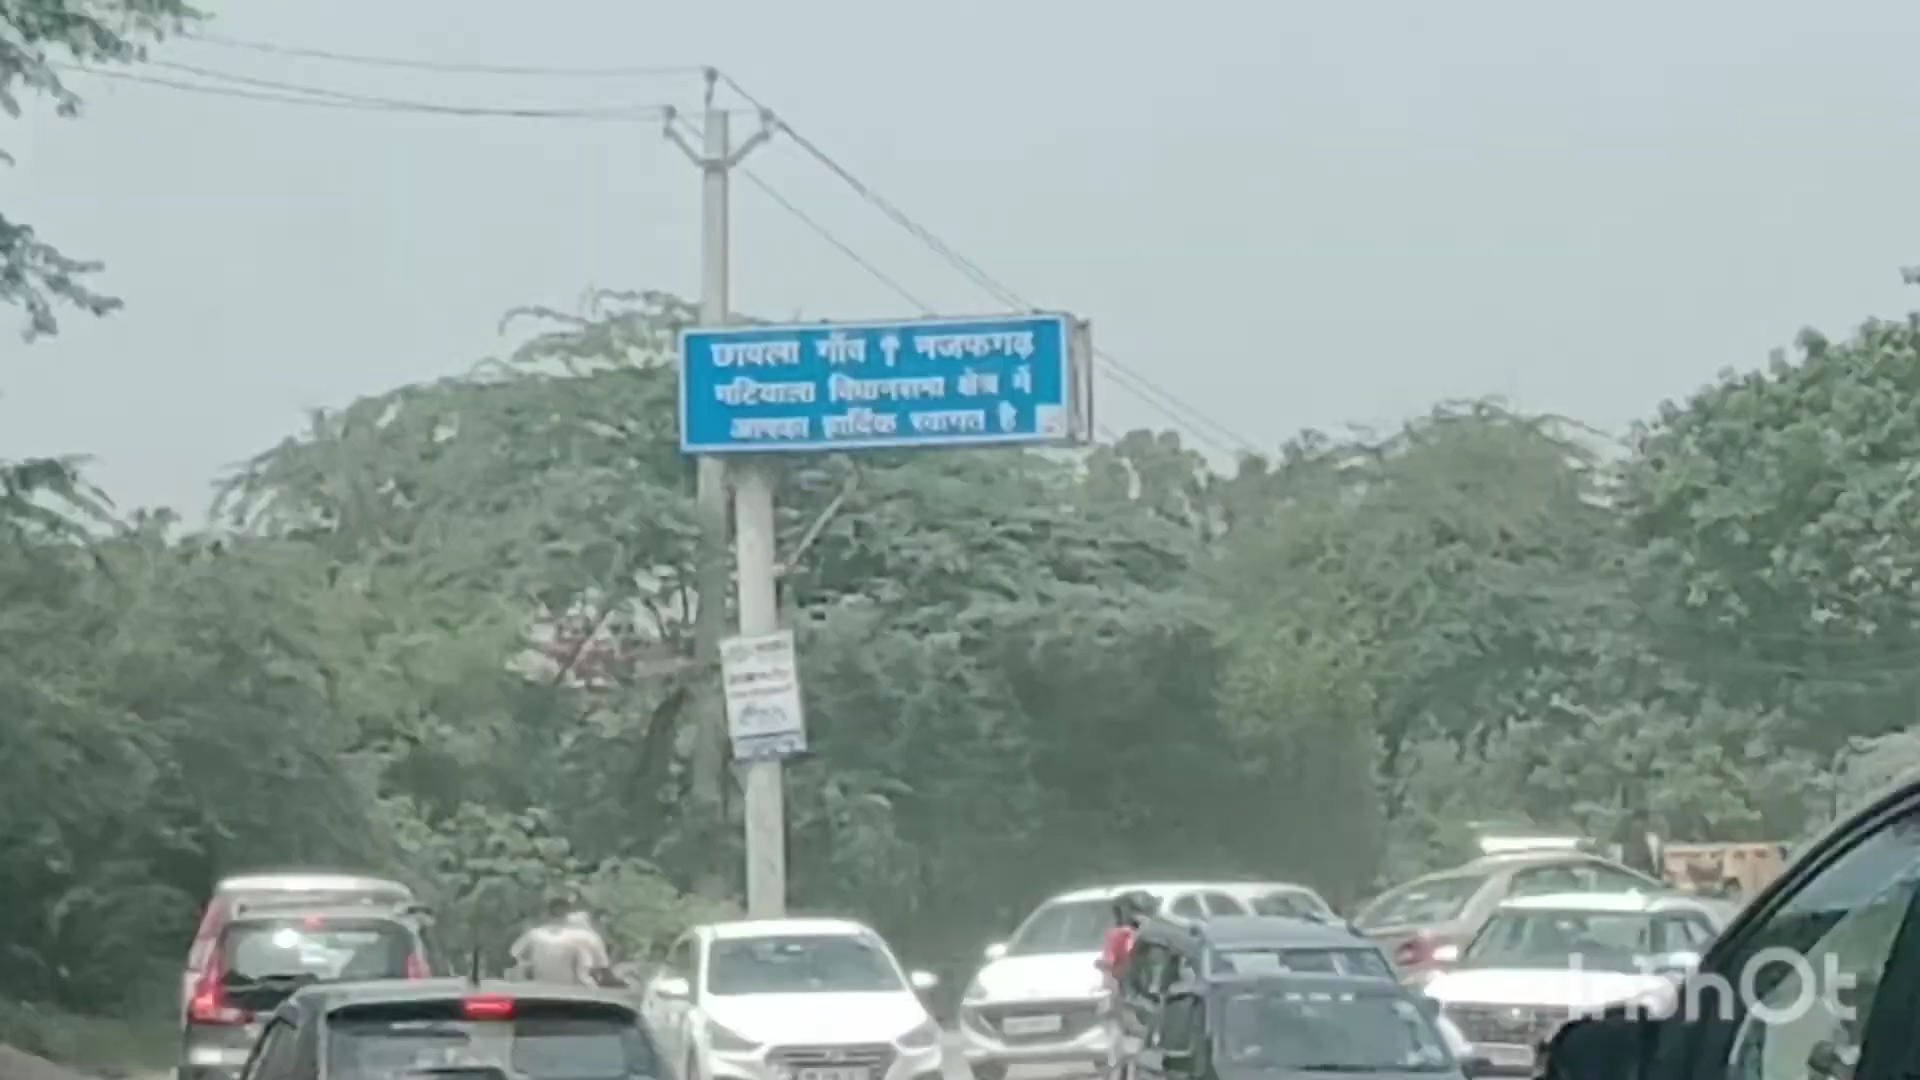 छावला गाँव ↑ नजफगढ़
मटियाला विधानसभा क्षेत्र में
आपका हार्दिक स्वागत है
InShOt